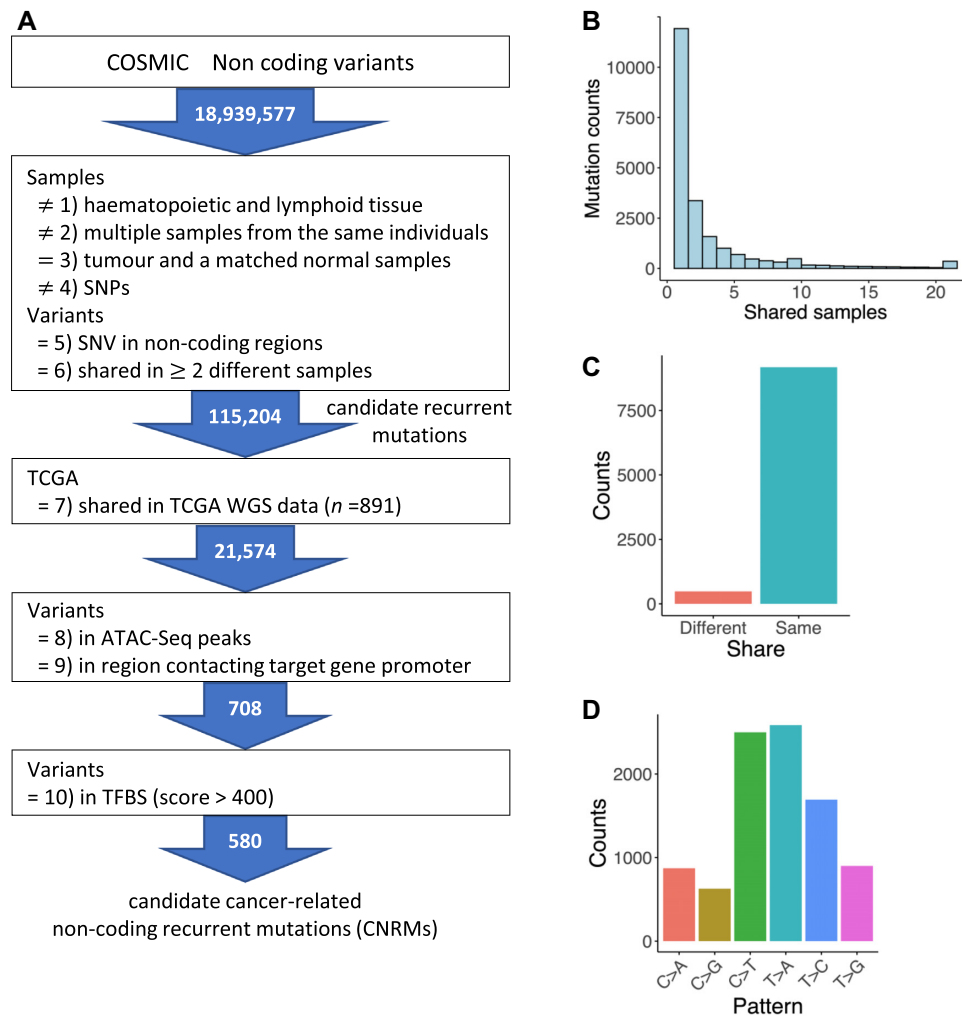 A
COSMIC Non coding variants
18,939,577
Samples
≠ 1) haematopoietic and lymphoid tissue
≠ 2) multiple samples from the same individuals
= 3) tumour and a matched normal samples
≠ 4) SNPs
Variants
= 5) SNV in non-coding regions
= 6) shared in ≥ 2 different samples
115,204
candidate recurrent
mutations
TCGA
= 7) shared in TCGA WGS data (n =891)
21,574
Variants
= 8) in ATAC-Seq peaks
= 9) in region contacting target gene promoter
708
Variants
= 10) in TFBS (score > 400)
580
candidate cancer-related
non-coding recurrent mutations (CNRMs)
B
Mutation counts
10000
7500
5000
2500
0
0 5 10 15 20
Shared samples
C
Counts
7500
5000
2500
0
Different Same
Share
D
Counts
2000
1000
0
C>A C>G C>T T>A T>C T>G
Pattern